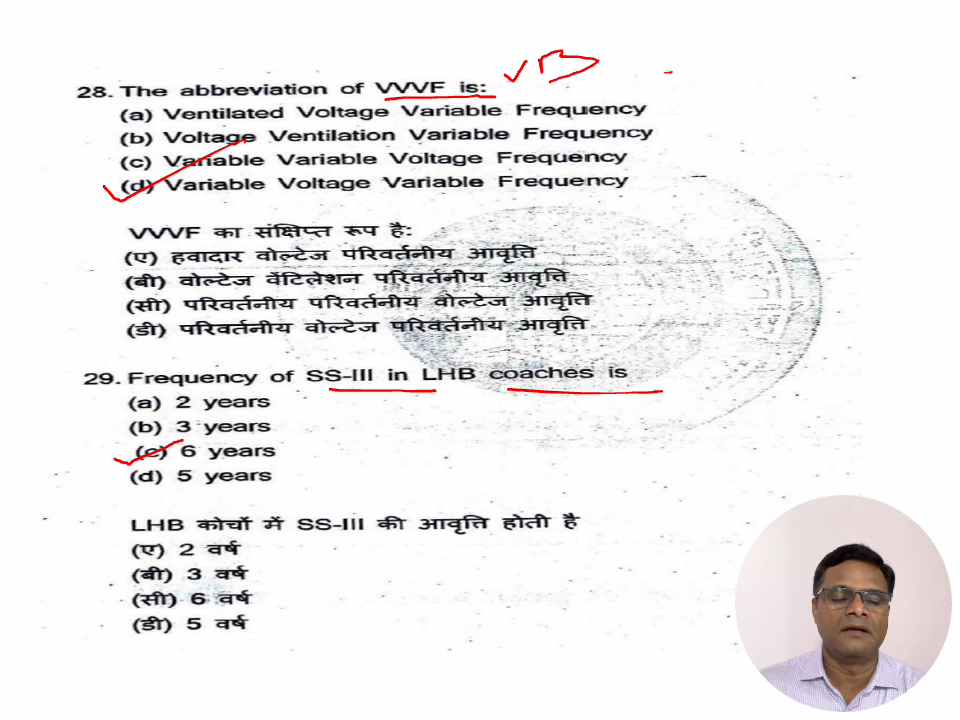 28. The abbreviation of VVVF is:
(a) Ventilated Voltage Variable Frequency
(b) Voltage Ventilation Variable Frequency
(c) Variable Variable Voltage Frequency
(d) Variable Voltage Variable Frequency
VVVF का संक्षिप्त रूप है:
(ए) हवादार वोल्टेज परिवर्तनीय आवृत्ति
(बी) वोल्टेज वेंटिलेशन परिवर्तनीय आवृत्ति
(सी) परिवर्तनीय परिवर्तनीय वोल्टेज आवृत्ति
(डी) परिवर्तनीय वोल्टेज परिवर्तनीय आवृत्ति
29. Frequency of SS-III in LHB coaches is
(a) 2 years
(b) 3 years
(c) 6 years
(d) 5 years
LHB कोचों में SS-III की आवृत्ति होती है
(ए) 2 वर्ष
(बी) 3 वर्ष
(सी) 6 वर्ष
(डी) 5 वर्ष